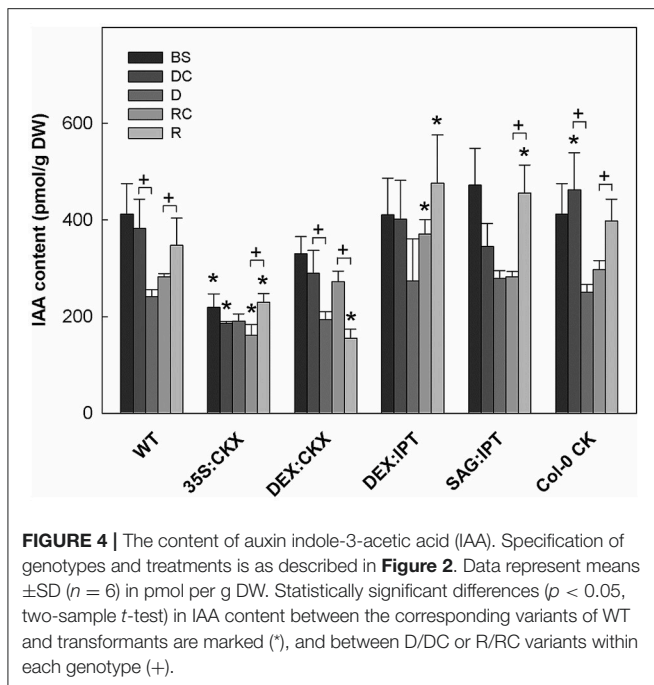 BS
DC
D
RC
R
IAA content (pmol/g DW)
600
400
200
0
+ + * * * + * + + * * * + * * + +
WT
35S:CKX
DEX:CKX
DEX:IPT
SAG:IPT
Col-0 CK
FIGURE 4 | The content of auxin indole-3-acetic acid (IAA). Specification of
genotypes and treatments is as described in Figure 2. Data represent means
±SD (n = 6) in pmol per g DW. Statistically significant differences (p < 0.05,
two-sample t-test) in IAA content between the corresponding variants of WT
and transformants are marked (*), and between D/DC or R/RC variants within
each genotype (+).